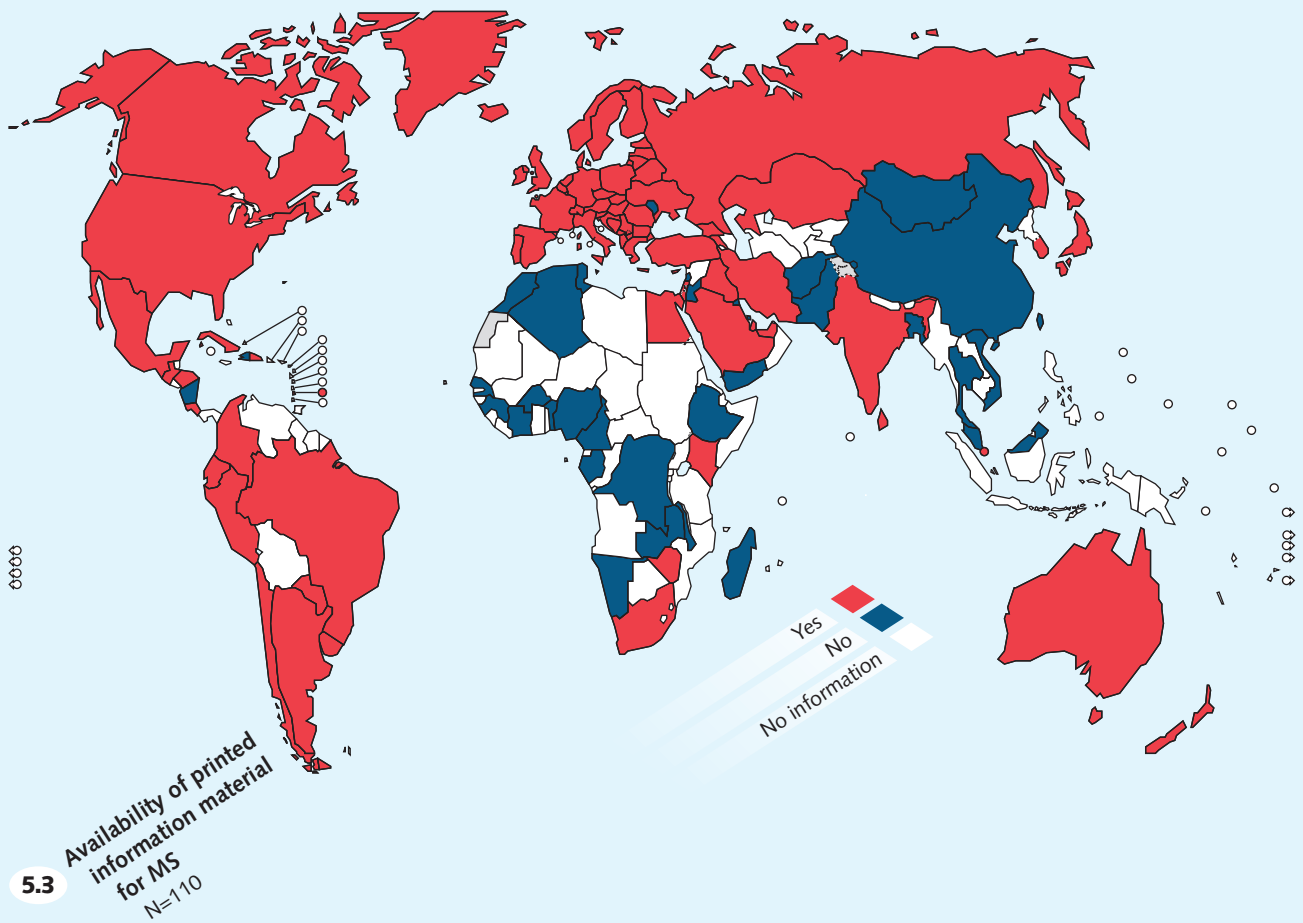 Yes
No
No information
Availability of printed
information material
for MS
N=110
5.3